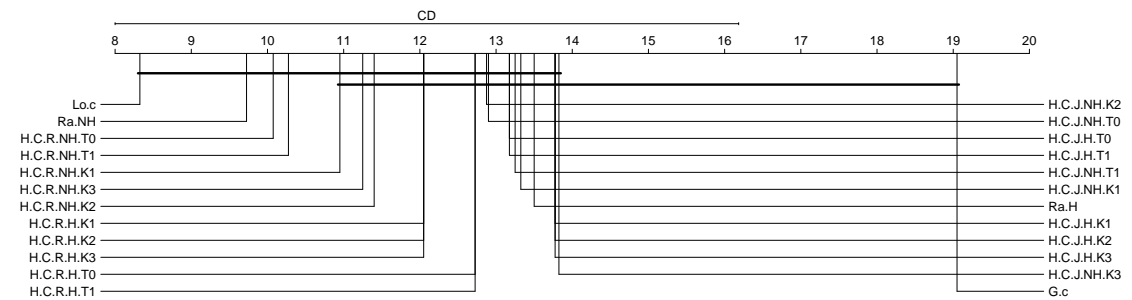 CD
8 9 10 11 12 13 14 15 16 17 18 19 20
Lo.c H.C.J.NH.K2
Ra.NH H.C.J.NH.T0
H.C.R.NH.T0 H.C.J.H.T0
H.C.R.NH.T1 H.C.J.H.T1
H.C.R.NH.K1 H.C.J.NH.T1
H.C.R.NH.K3 H.C.J.NH.K1
H.C.R.NH.K2 Ra.H
H.C.R.H.K1 H.C.J.H.K1
H.C.R.H.K2 H.C.J.H.K2
H.C.R.H.K3 H.C.J.H.K3
H.C.R.H.T0 H.C.J.NH.K3
H.C.R.H.T1 G.c